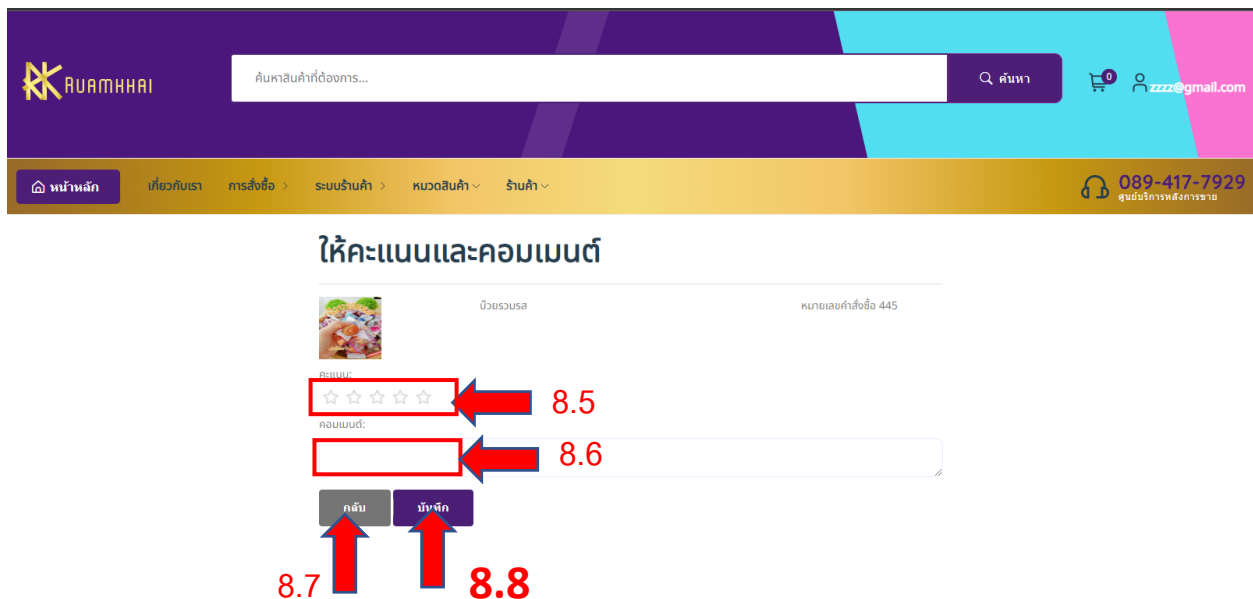 RUAMHHAI
ค้นหาสินค้าที่ต้องการ...
ค้นหา
0
zzzz@gmail.com
หน้าหลัก
เกี่ยวกับเรา
การสั่งซื้อ
ระบบร้านค้า
หมวดสินค้า
ร้านค้า
089-417-7929
ศูนย์บริการหลังการขาย
ให้คะแนนและคอมเมนต์
บ๊วยรวมรส
หมายเลขคำสั่งซื้อ 445
คะแนน:
8.5
คอมเมนต์:
8.6
กลับ
บันทึก
8.7
8.8